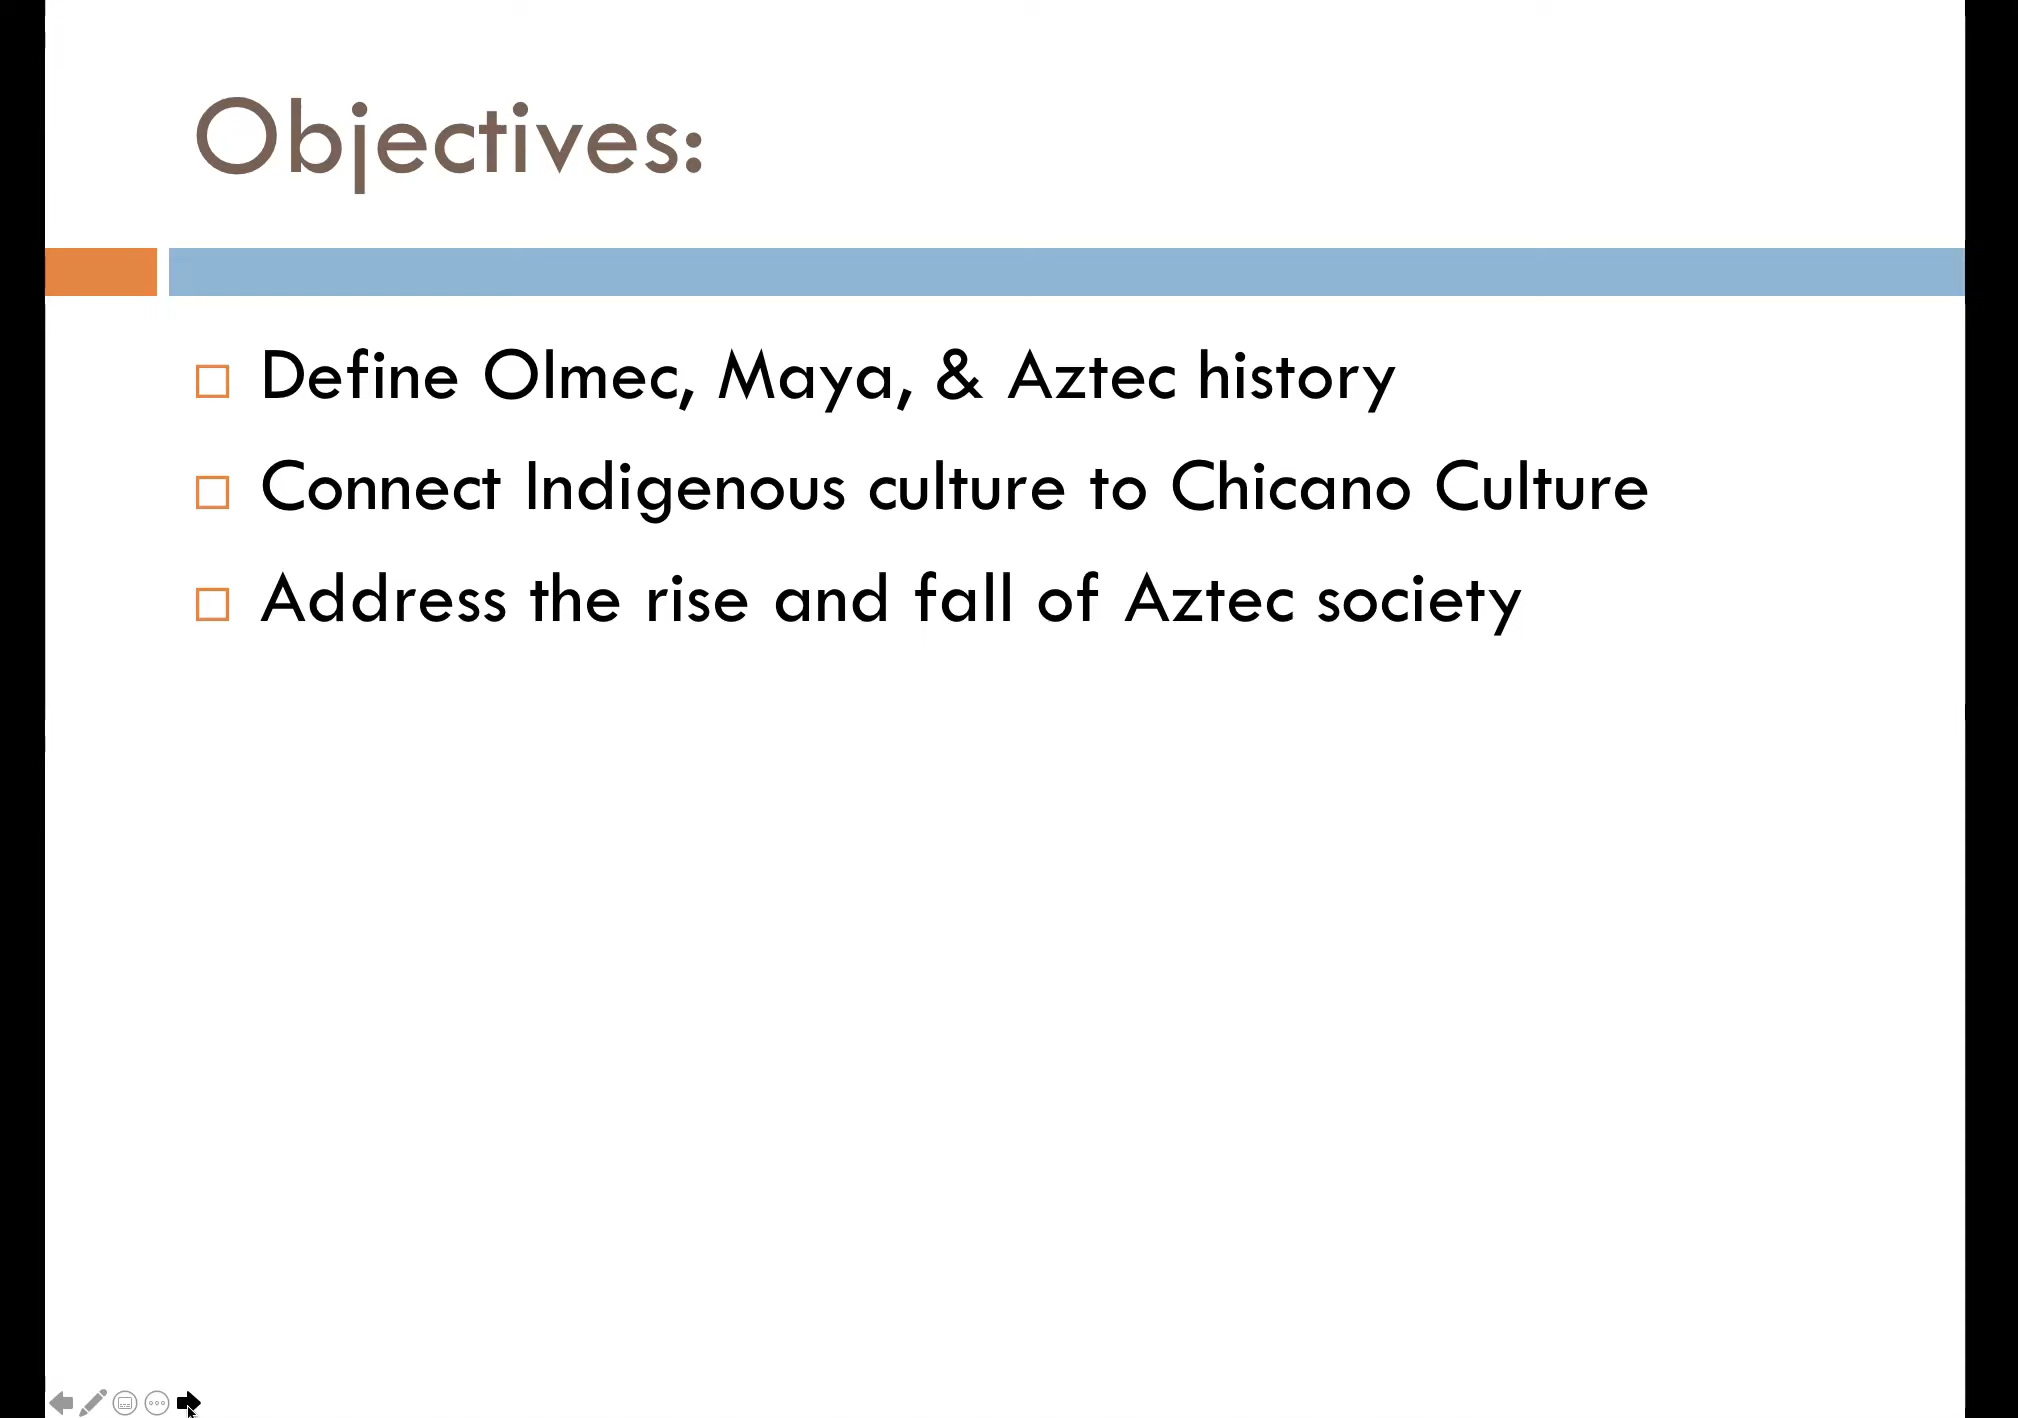 Objectives:
Define Olmec, Maya, & Aztec history
Connect Indigenous culture to Chicano Culture
Address the rise and fall of Aztec society